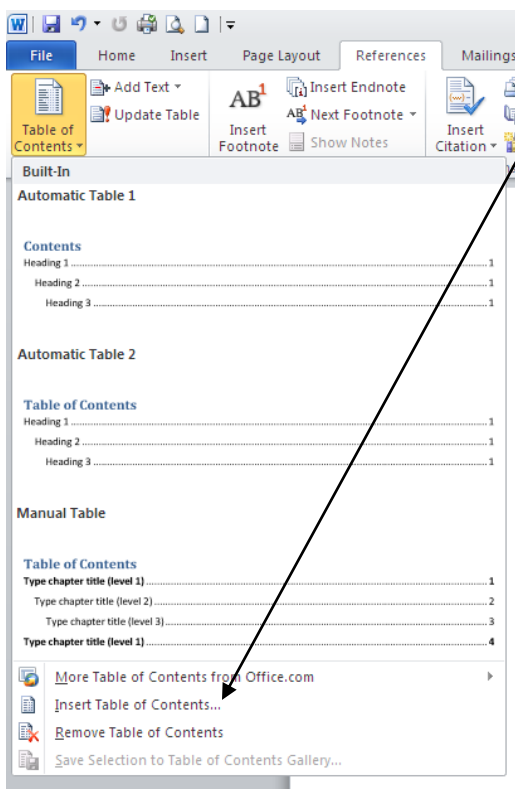 W
File Home Insert Page Layout References Mailings
Table of Contents
Add Text
Update Table
AB1
Insert Footnote
Insert Endnote
AB1 Next Footnote
Show Notes
Insert Citation
Built-In
Automatic Table 1
Contents
Heading 1 1
Heading 2 1
Heading 3 1
Automatic Table 2
Table of Contents
Heading 1 1
Heading 2 1
Heading 3 1
Manual Table
Table of Contents
Type chapter title (level 1) 1
Type chapter title (level 2) 2
Type chapter title (level 3) 3
Type chapter title (level 1) 4
More Table of Contents from Office.com
Insert Table of Contents...
Remove Table of Contents
Save Selection to Table of Contents Gallery...